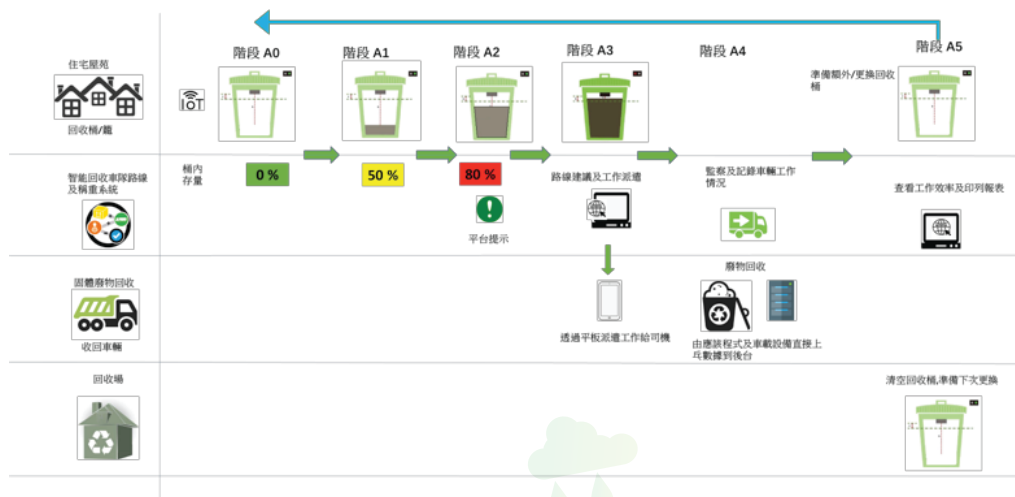 階段 A0
階段 A1
階段 A2
階段 A3
階段 A4
階段 A5
住宅屋苑
回收桶/籠
IoT
準備額外/更換回收
桶
智能回收車隊路線
及稱重系統
桶內
存量
0 %
50 %
80 %
平台提示
路線建議及工作派遣
監察及記錄車輛工作
情況
查看工作效率及印列報表
固體廢物回收
收回車輛
透過平板派遣工作給司機
廢物回收
由應該程式及車載設備直接上
乓數據到後台
回收場
清空回收桶,準備下次更換